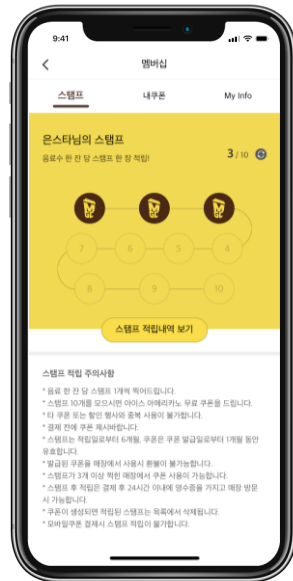 9:41
멤버십
스탬프 내쿠폰 My Info
은스타님의 스탬프
음료수 한 잔 당 스탬프 한 장 적립!
3 / 10
7 6 5 4
8 9 10
스탬프 적립내역 보기
스탬프 적립 주의사항
* 음료 한 잔 당 스탬프 1개씩 찍어드립니다.
* 스탬프 10개를 모으시면 아이스 아메리카노 무료 쿠폰을 드립니다.
* 타 쿠폰 또는 할인 행사와 중복 사용이 불가합니다.
* 결제 전에 쿠폰 제시바랍니다.
* 스탬프는 적립일로부터 6개월, 쿠폰은 쿠폰 발급일로부터 1개월 동안
유효합니다.
* 발급된 쿠폰을 매장에서 사용시 환불이 불가능합니다.
* 스탬프가 3개 이상 찍힌 매장에서 쿠폰 사용이 가능합니다.
* 스탬프 후 적립은 결제 후 24시간 이내에 영수증을 가지고 매장 방문
시 가능합니다.
* 쿠폰이 생성되면 적립된 스탬프는 목록에서 삭제됩니다.
* 모바일쿠폰 결제시 스탬프 적립이 불가합니다.